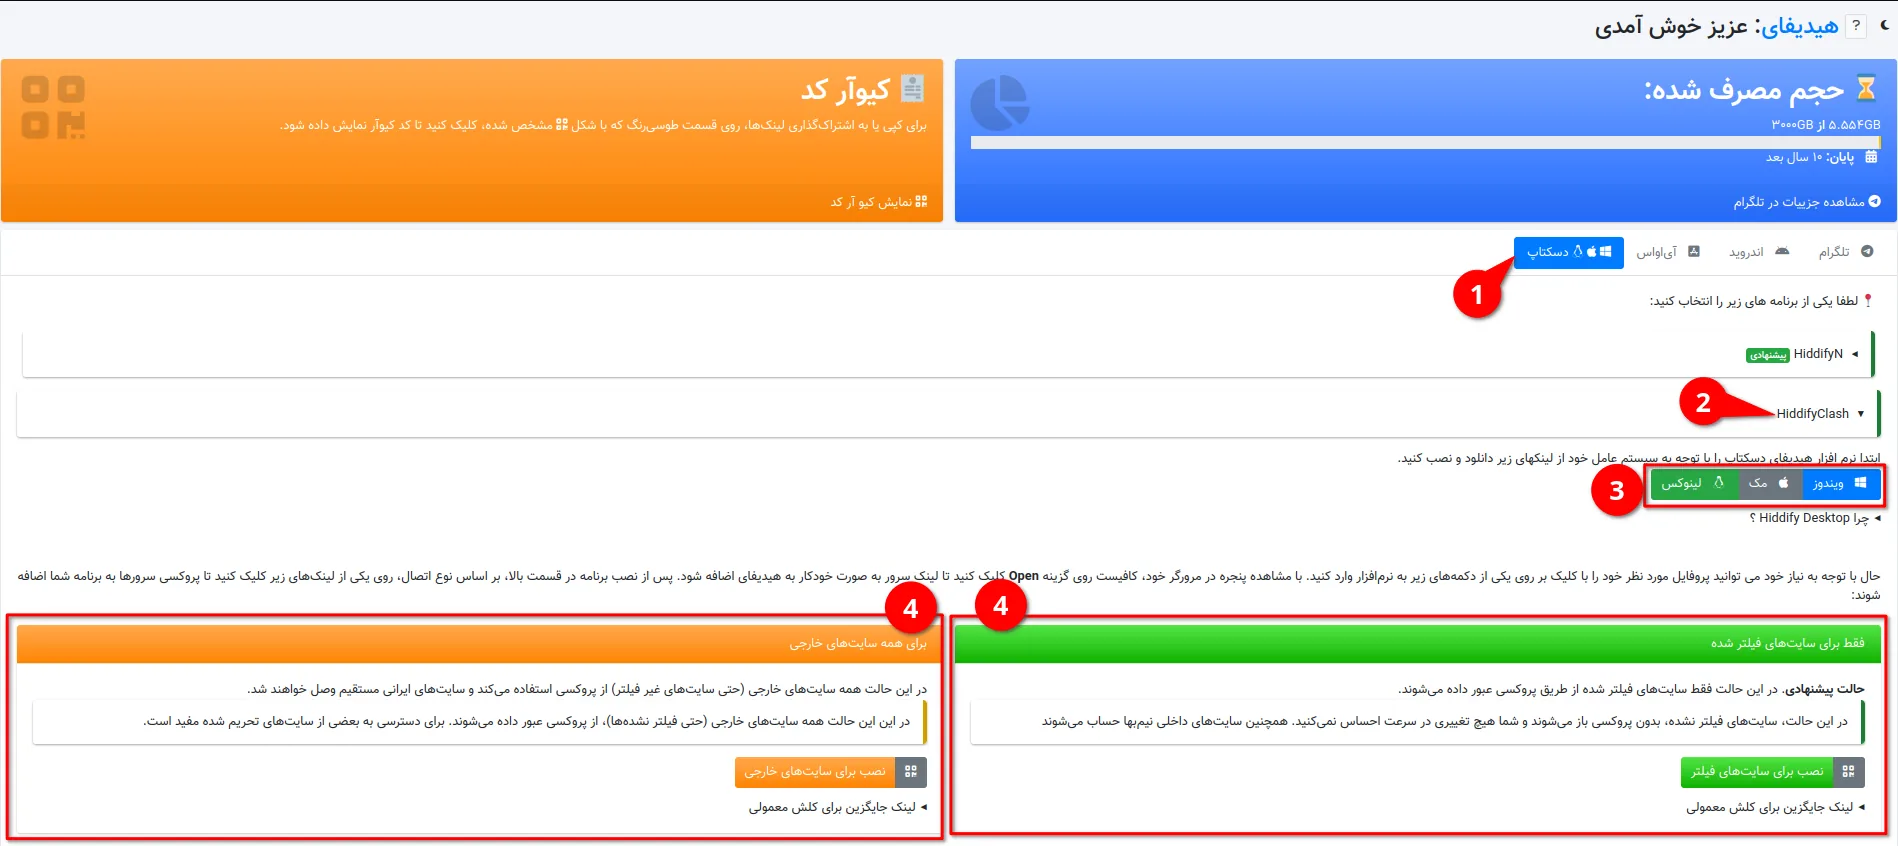 هیدیفای: عزیز خوش آمدی
?
حجم مصرف شده:
۵.۵۵۴GB از ۳۰۰۰GB
پایان: ۱۰ سال بعد
مشاهده جزییات در تلگرام
کیوآر کد
برای کپی یا به اشتراک‌گذاری لینک‌ها، روی قسمت طوسی‌رنگ که با شکل مشخص شده، کلیک کنید تا کد کیوآر نمایش داده شود.
نمایش کیو آر کد
تلگرام
اندروید
آی‌اواس
دسکتاپ
1
لطفا یکی از برنامه های زیر را انتخاب کنید:
HiddifyN پیشنهادی
2
HiddifyClash
ابتدا نرم افزار هیدیفای دسکتاپ را با توجه به سیستم عامل خود از لینکهای زیر دانلود و نصب کنید.
ویندوز
مک
لینوکس
3
چرا Hiddify Desktop ؟
حال با توجه به نیاز خود می توانید پروفایل مورد نظر خود را با کلیک بر روی یکی از دکمه‌های زیر به نرم‌افزار وارد کنید. با مشاهده پنجره در مرورگر خود، کافیست روی گزینه Open کلیک کنید تا لینک سرور به صورت خودکار به هیدیفای اضافه شود. پس از نصب برنامه در قسمت بالا، بر اساس نوع اتصال، روی یکی از لینک‌های زیر کلیک کنید تا پروکسی سرورها به برنامه شما اضافه
شوند:
4
فقط برای سایت‌های فیلتر شده
حالت پیشنهادی. در این حالت فقط سایت‌های فیلتر شده از طریق پروکسی عبور داده می‌شوند.
در این حالت، سایت‌های فیلتر نشده، بدون پروکسی باز می‌شوند و شما هیچ تغییری در سرعت احساس نمی‌کنید. همچنین سایت‌های داخلی نیم‌بها حساب می‌شوند
نصب برای سایت‌های فیلتر
لینک جایگزین برای کلش معمولی
4
برای همه سایت‌های خارجی
در این حالت همه سایت‌های خارجی (حتی سایت‌های غیر فیلتر) از پروکسی استفاده می‌کند و سایت‌های ایرانی مستقیم وصل خواهند شد.
در این این حالت همه سایت‌های خارجی (حتی فیلتر نشده‌ها)، از پروکسی عبور داده می‌شوند. برای دسترسی به بعضی از سایت‌های تحریم شده مفید است.
نصب برای سایت‌های خارجی
لینک جایگزین برای کلش معمولی